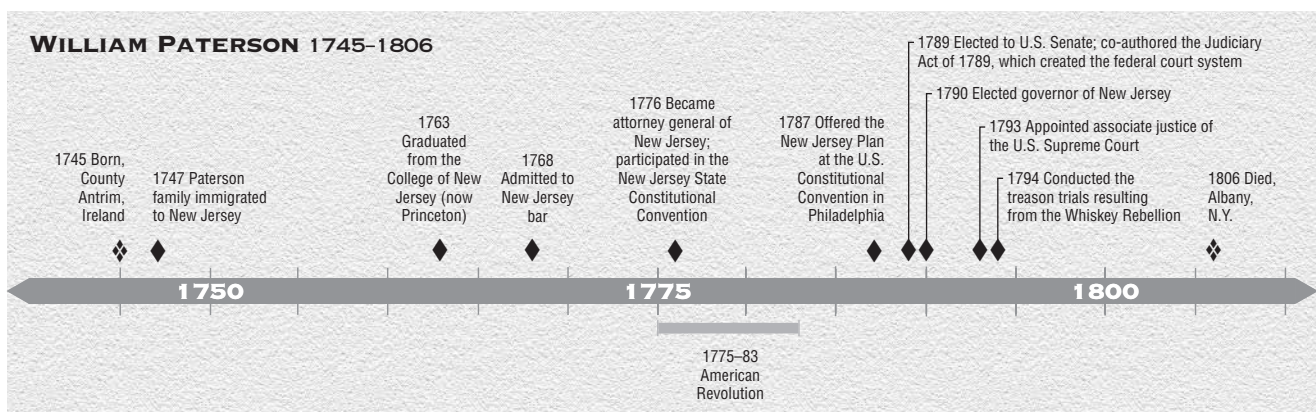 WILLIAM PATERSON 1745–1806
1745 Born,
County
Antrim,
Ireland
1747 Paterson
family immigrated
to New Jersey
1763
Graduated
from the
College of New
Jersey (now
Princeton)
1768
Admitted to
New Jersey
bar
1776 Became
attorney general of
New Jersey;
participated in the
New Jersey State
Constitutional
Convention
1787 Offered the
New Jersey Plan
at the U.S.
Constitutional
Convention in
Philadelphia
1789 Elected to U.S. Senate; co-authored the Judiciary
Act of 1789, which created the federal court system
1790 Elected governor of New Jersey
1793 Appointed associate justice of
the U.S. Supreme Court
1794 Conducted the
treason trials resulting
from the Whiskey Rebellion
1806 Died,
Albany,
N.Y.
1750
1775
1800
1775–83
American
Revolution